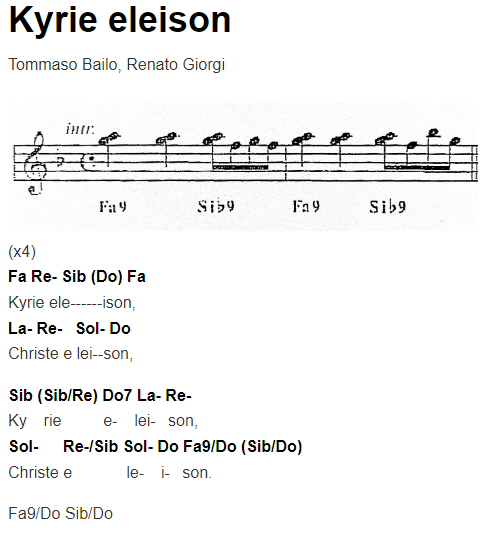 Kyrie eleison
Tommaso Bailo, Renato Giorgi
intr.
Fa9 Sib9 Fa9 Sib9
(x4)
Fa Re- Sib (Do) Fa
Kyrie ele------ison,
La- Re- Sol- Do
Christe e lei--son,
Sib (Sib/Re) Do7 La- Re-
Ky rie e- lei- son,
Sol- Re-/Sib Sol- Do Fa9/Do (Sib/Do)
Christe e le- i- son.
Fa9/Do Sib/Do